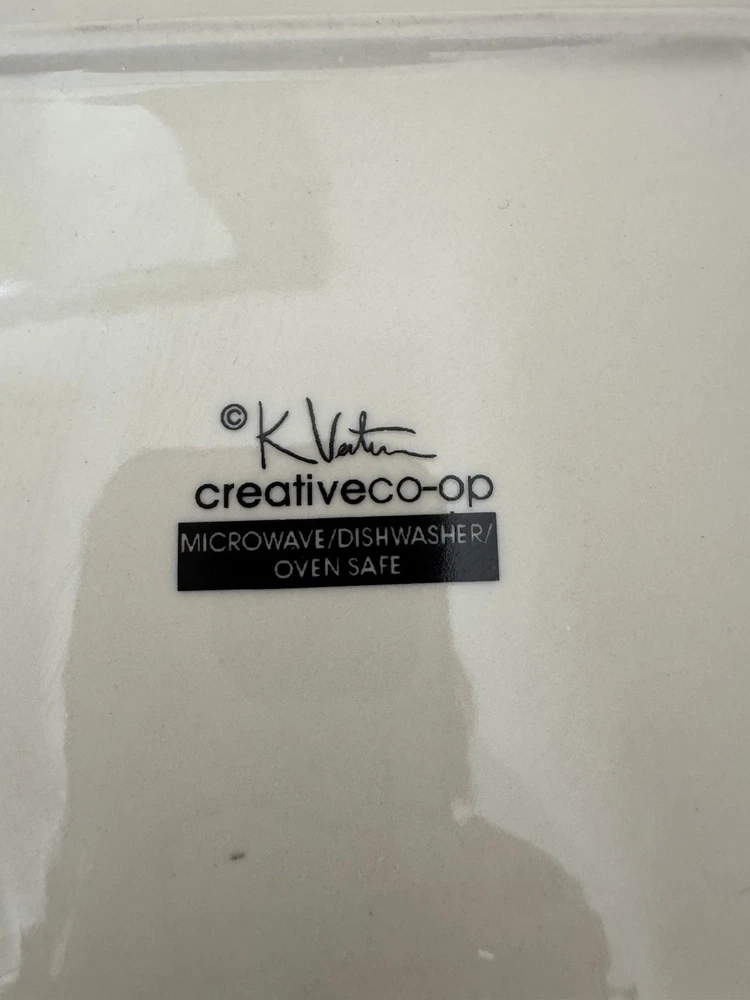 © K
creativeco-op
MICROWAVE/DISHWASHER/
OVEN SAFE